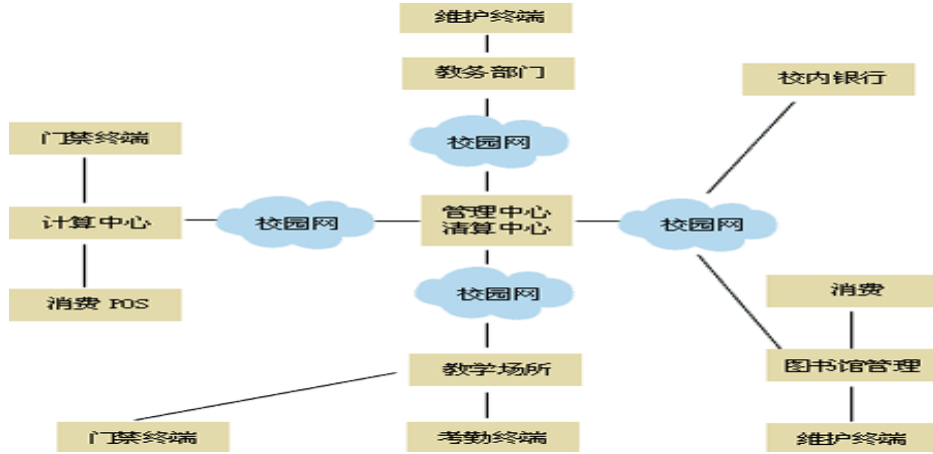 维护终端
教务部门
校内银行
校园网
门禁终端
计算中心
校园网
管理中心
清算中心
校园网
校园网
消费 POS
消费
教学场所
图书馆管理
门禁终端
考勤终端
维护终端